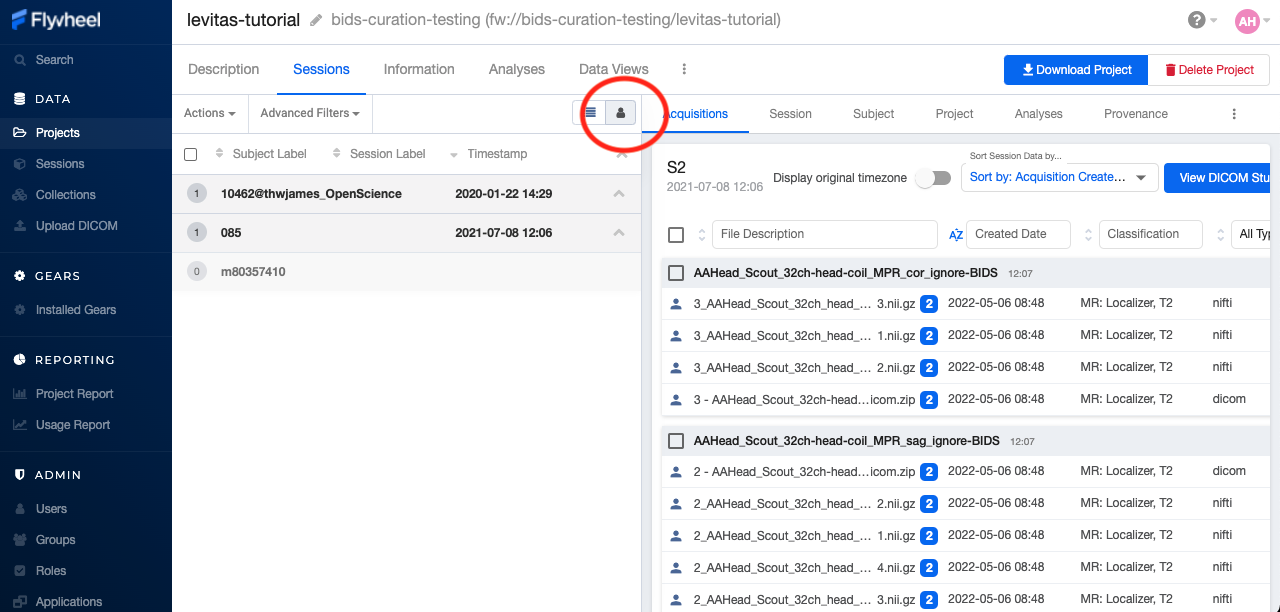 Flywheel
levitas-tutorial bids-curation-testing (fw://bids-curation-testing/levitas-tutorial)
? AH
Search
DATA
Projects
Sessions
Collections
Upload DICOM
GEARS
Installed Gears
REPORTING
Project Report
Usage Report
ADMIN
Users
Groups
Roles
Applications
Description Sessions Information Analyses Data Views
Download Project Delete Project
Actions Advanced Filters
Subject Label Session Label Timestamp
1 10462@thwjames_OpenScience 2020-01-22 14:29
1 085 2021-07-08 12:06
0 m80357410
Acquisitions Session Subject Project Analyses Provenance
S2
2021-07-08 12:06
Display original timezone
Sort Session Data by...
Sort by: Acquisition Create...
View DICOM Stu
File Description AZ Created Date Classification All Typ
AAHead_Scout_32ch-head-coil_MPR_cor_ignore-BIDS 12:07
3_AAHead_Scout_32ch_head_... 3.nii.gz 2 2022-05-06 08:48 MR: Localizer, T2 nifti
3_AAHead_Scout_32ch_head_... 1.nii.gz 2 2022-05-06 08:48 MR: Localizer, T2 nifti
3_AAHead_Scout_32ch_head_... 2.nii.gz 2 2022-05-06 08:48 MR: Localizer, T2 nifti
3 - AAHead_Scout_32ch-head...icom.zip 2 2022-05-06 08:48 MR: Localizer, T2 dicom
AAHead_Scout_32ch-head-coil_MPR_sag_ignore-BIDS 12:07
2 - AAHead_Scout_32ch-head...icom.zip 2 2022-05-06 08:48 MR: Localizer, T2 dicom
2_AAHead_Scout_32ch_head_... 2.nii.gz 2 2022-05-06 08:48 MR: Localizer, T2 nifti
2_AAHead_Scout_32ch_head_... 1.nii.gz 2 2022-05-06 08:48 MR: Localizer, T2 nifti
2_AAHead_Scout_32ch_head_... 4.nii.gz 2 2022-05-06 08:48 MR: Localizer, T2 nifti
2_AAHead_Scout_32ch_head_... 3.nii.gz 2 2022-05-06 08:48 MR: Localizer, T2 nifti